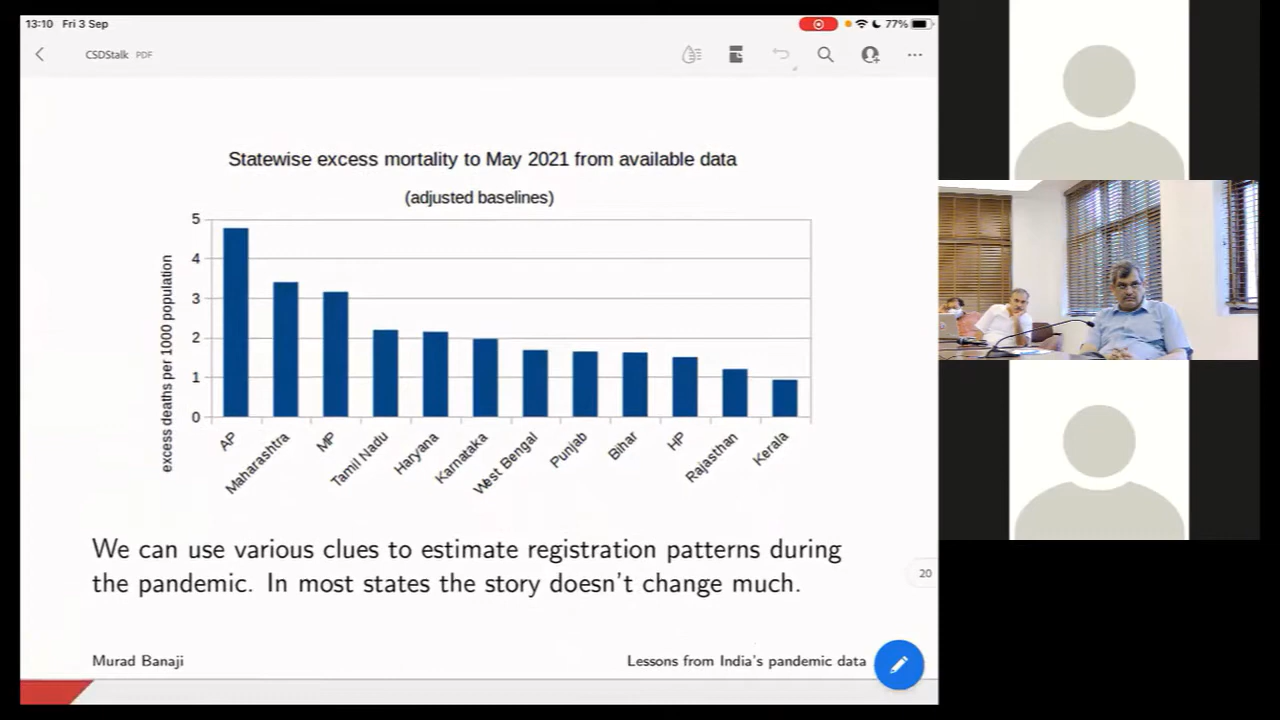 13:10 Fri 3 Sep
77%
CSDStalk PDF
Statewise excess mortality to May 2021 from available data
(adjusted baselines)
excess deaths per 1000 population
5
4
3
2
1
0
AP
Maharashtra
MP
Tamil Nadu
Haryana
Karnataka
West Bengal
Punjab
Bihar
HP
Rajasthan
Kerala
We can use various clues to estimate registration patterns during
the pandemic. In most states the story doesn't change much.
20
Murad Banaji
Lessons from India's pandemic data